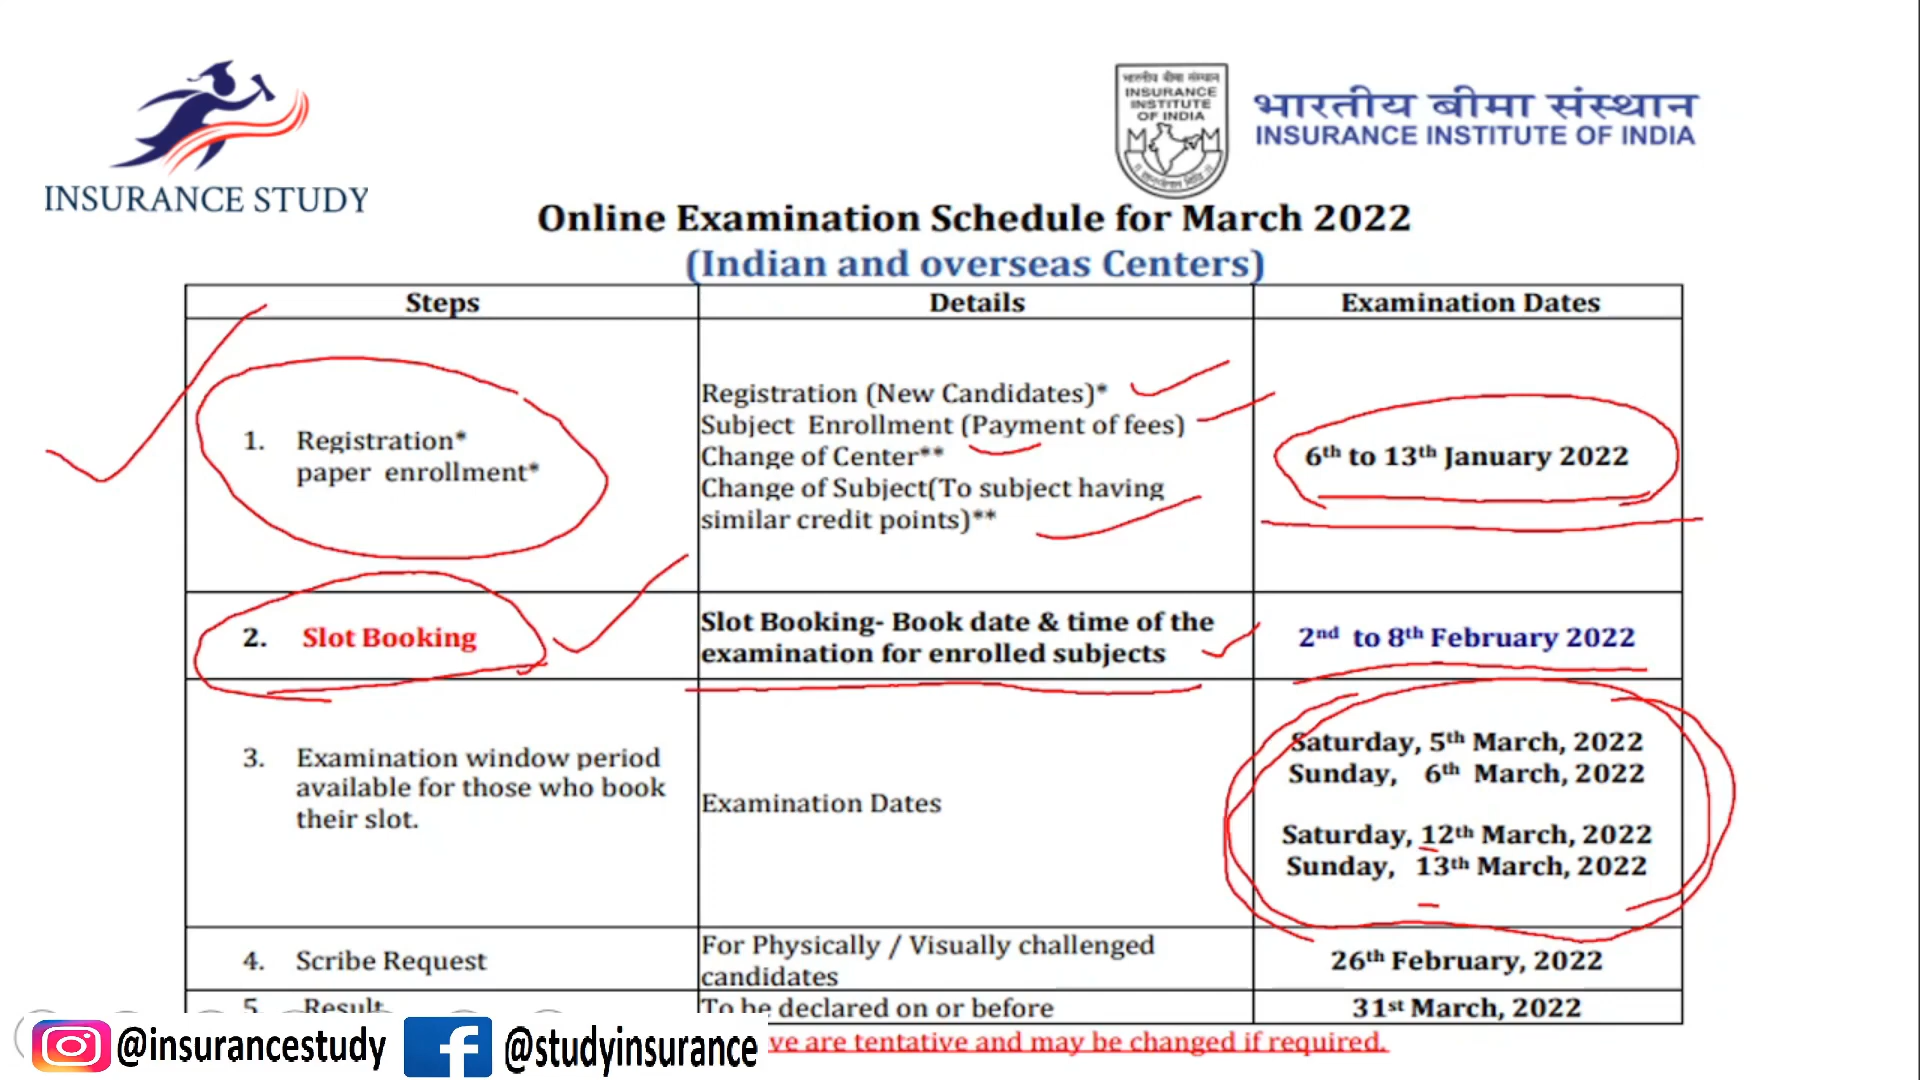 INSURANCE STUDY
भारतीय बीमा संस्थान
INSURANCE
INSTITUTE
OF INDIA
भारतीय बीमा संस्थान
INSURANCE INSTITUTE OF INDIA
Online Examination Schedule for March 2022
(Indian and overseas Centers)
Steps Details Examination Dates
1. Registration*
paper enrollment*
Registration (New Candidates)*
Subject Enrollment (Payment of fees)
Change of Center**
Change of Subject(To subject having
similar credit points)**
6th to 13th January 2022
2. Slot Booking
Slot Booking- Book date & time of the
examination for enrolled subjects
2nd to 8th February 2022
3. Examination window period
available for those who book
their slot.
Examination Dates
Saturday, 5th March, 2022
Sunday, 6th March, 2022
Saturday, 12th March, 2022
Sunday, 13th March, 2022
4. Scribe Request
For Physically / Visually challenged
candidates
26th February, 2022
5. Result
To be declared on or before
31st March, 2022
ve are tentative and may be changed if required.
@insurancestudy
@studyinsurance